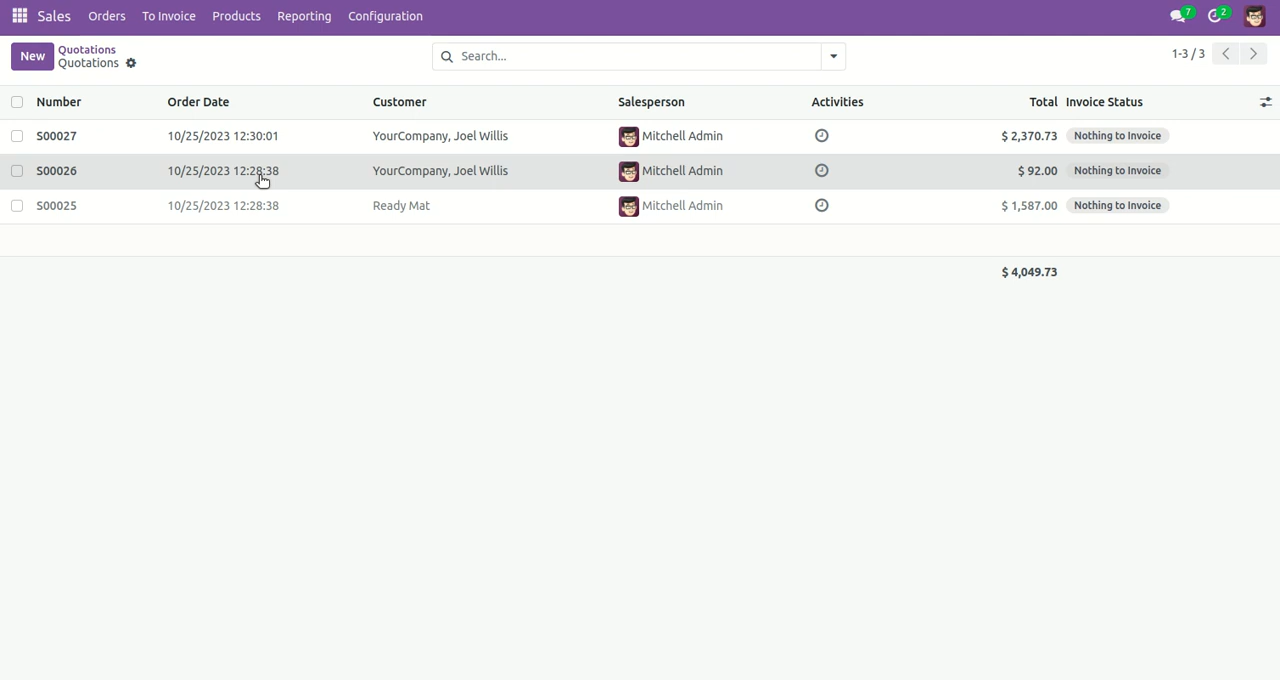 Sales Orders To Invoice Products Reporting Configuration 7 2
New Quotations Search... 1-3 / 3
Quotations
Number Order Date Customer Salesperson Activities Total Invoice Status
S00027 10/25/2023 12:30:01 YourCompany, Joel Willis Mitchell Admin $ 2,370.73 Nothing to Invoice
S00026 10/25/2023 12:28:38 YourCompany, Joel Willis Mitchell Admin $ 92.00 Nothing to Invoice
S00025 10/25/2023 12:28:38 Ready Mat Mitchell Admin $ 1,587.00 Nothing to Invoice
$ 4,049.73